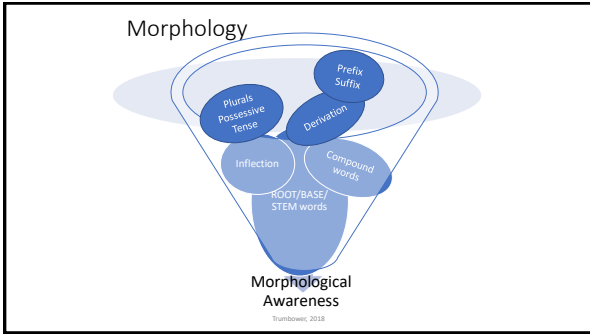 Morphology
Prefix
Suffix
Plurals
Possessive
Tense
Derivation
Inflection
Compound
words
ROOT/BASE/
STEM words
Morphological
Awareness
Trumbower, 2018